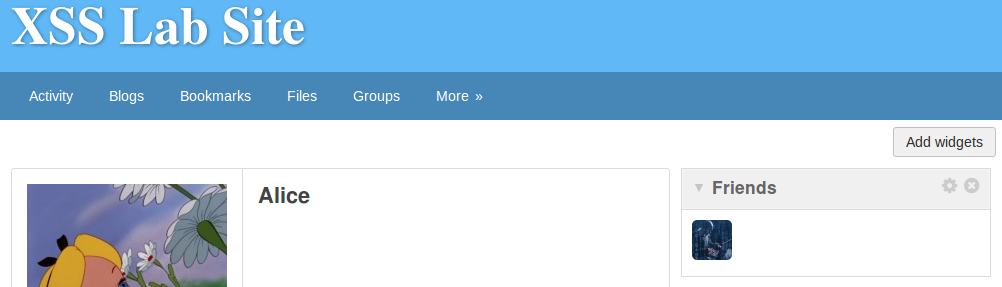 XSS Lab Site
Activity Blogs Bookmarks Files Groups More »
Add widgets
Alice
Friends